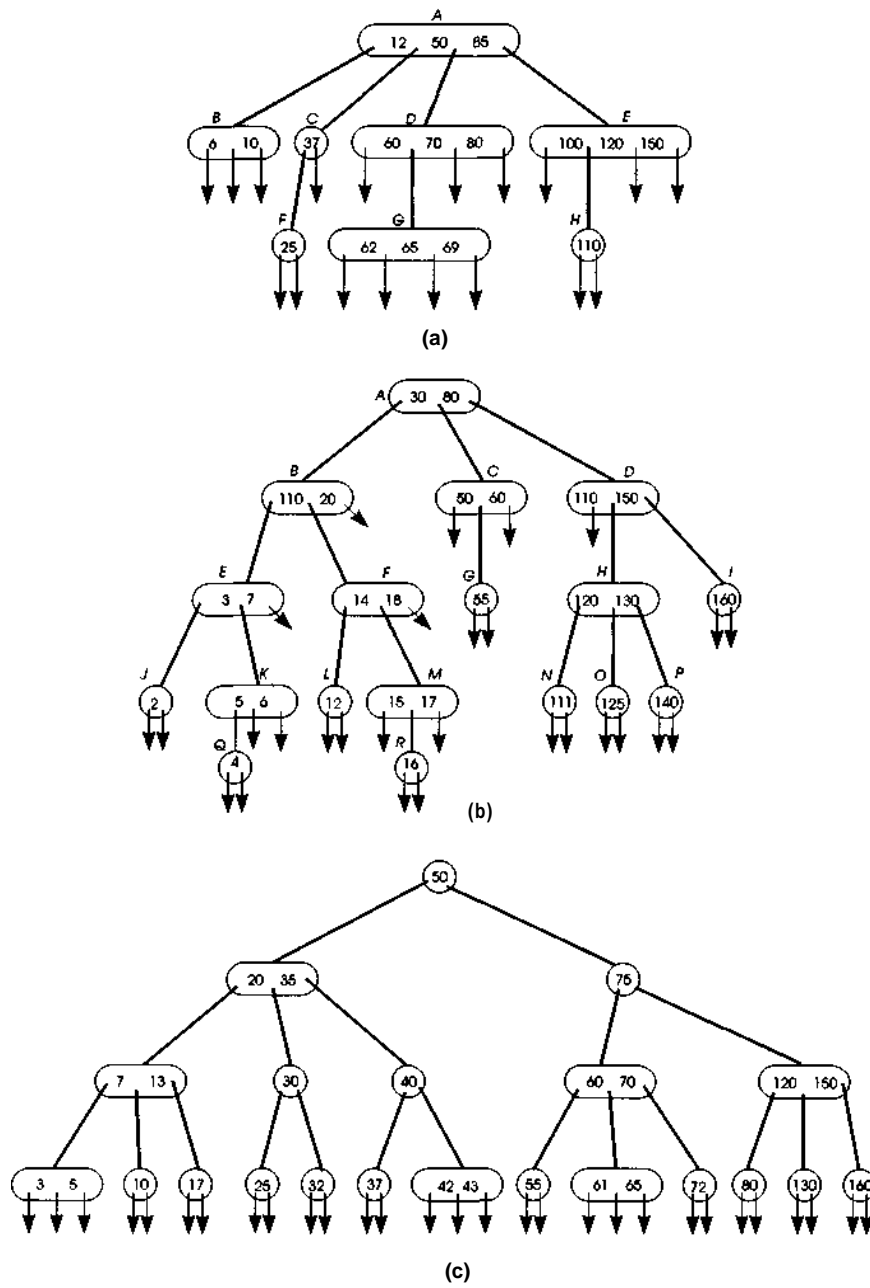 A
12 50 85
B C D E
6 10 37 60 70 80 100 120 150
F G H
25 62 65 69 110
(a)
A 30 80
B C D
110 20 50 60 110 150
E F G H I
3 7 14 18 55 120 130 160
J K L M N O P
2 5 6 12 15 17 111 125 140
Q R
4 16
(b)
50
20 35 75
7 13 30 40 60 70 120 150
3 5 10 17 25 32 37 42 43 55 61 65 72 80 130 160
(c)